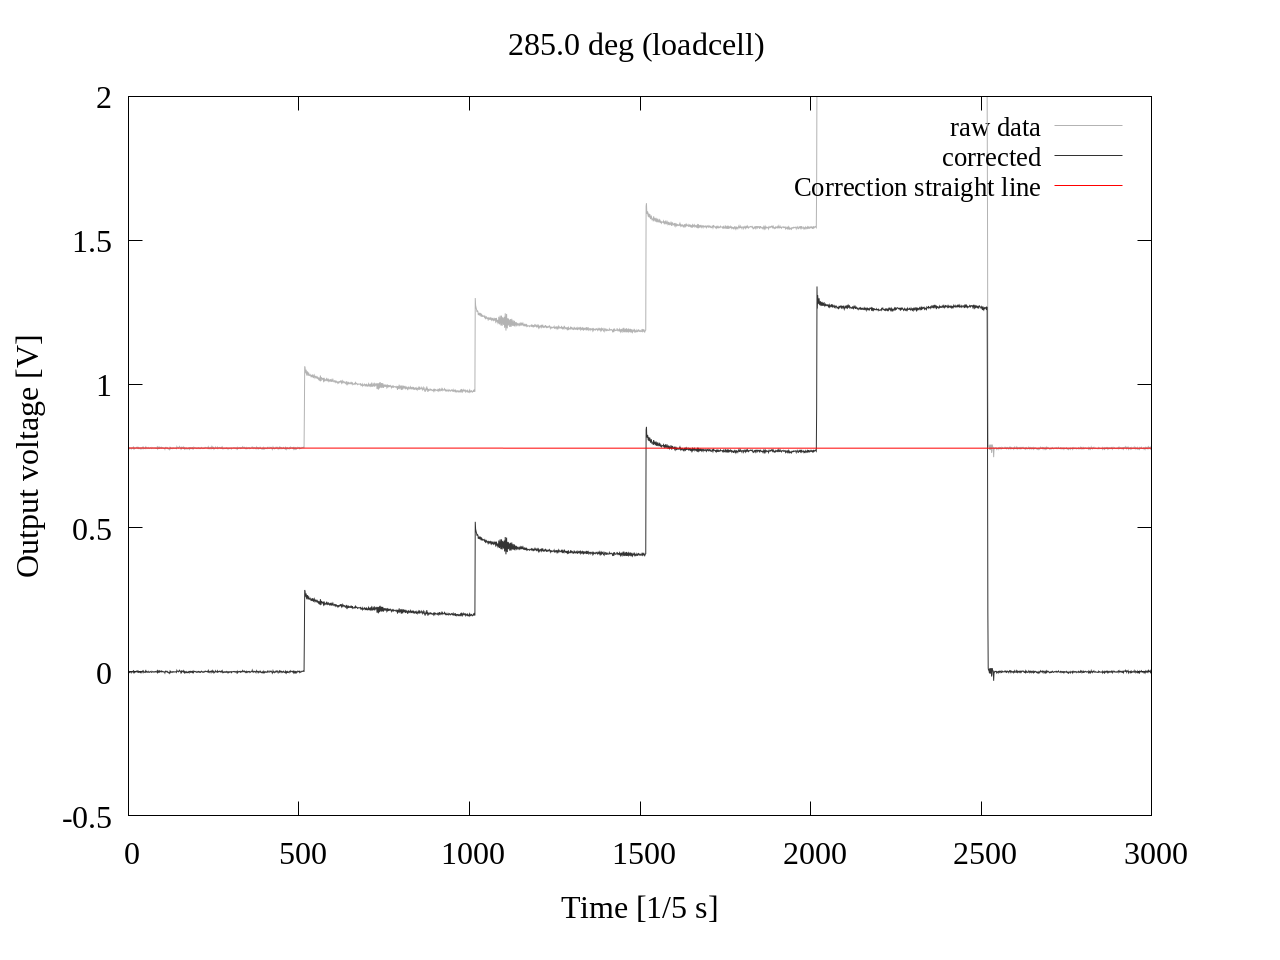 285.0 deg (loadcell)
2
raw data
corrected
Correction straight line
1.5
1
0.5
0
-0.5
Output voltage [V]
0 500 1000 1500 2000 2500 3000
Time [1/5 s]